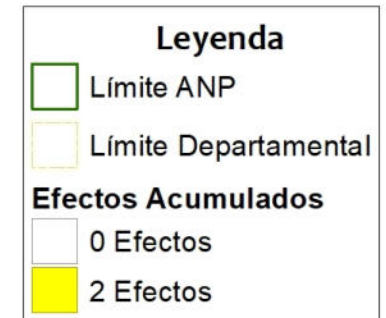 Leyenda
Límite ANP
Límite Departamental
Efectos Acumulados
0 Efectos
2 Efectos